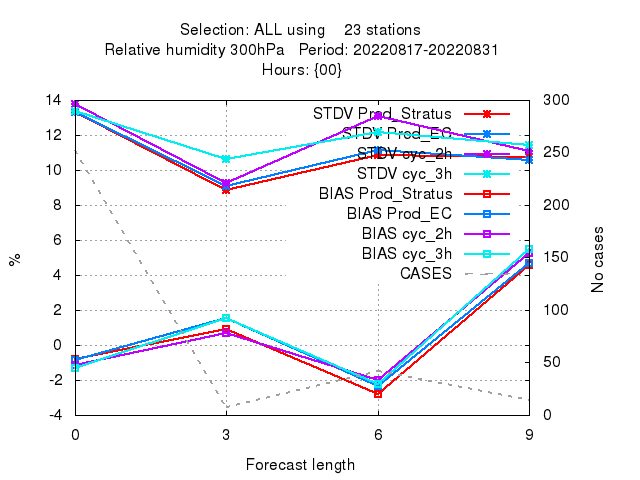 Selection: ALL using 23 stations
Relative humidity 300hPa Period: 20220817-20220831
Hours: {00}
14
12
10
8
6
4
2
0
-2
-4
%
300
250
200
150
100
50
0
No cases
STDV Prod_Stratus
STDV Prod_EC
STDV cyc_2h
STDV cyc_3h
BIAS Prod_Stratus
BIAS Prod_EC
BIAS cyc_2h
BIAS cyc_3h
CASES
0 3 6 9
Forecast length